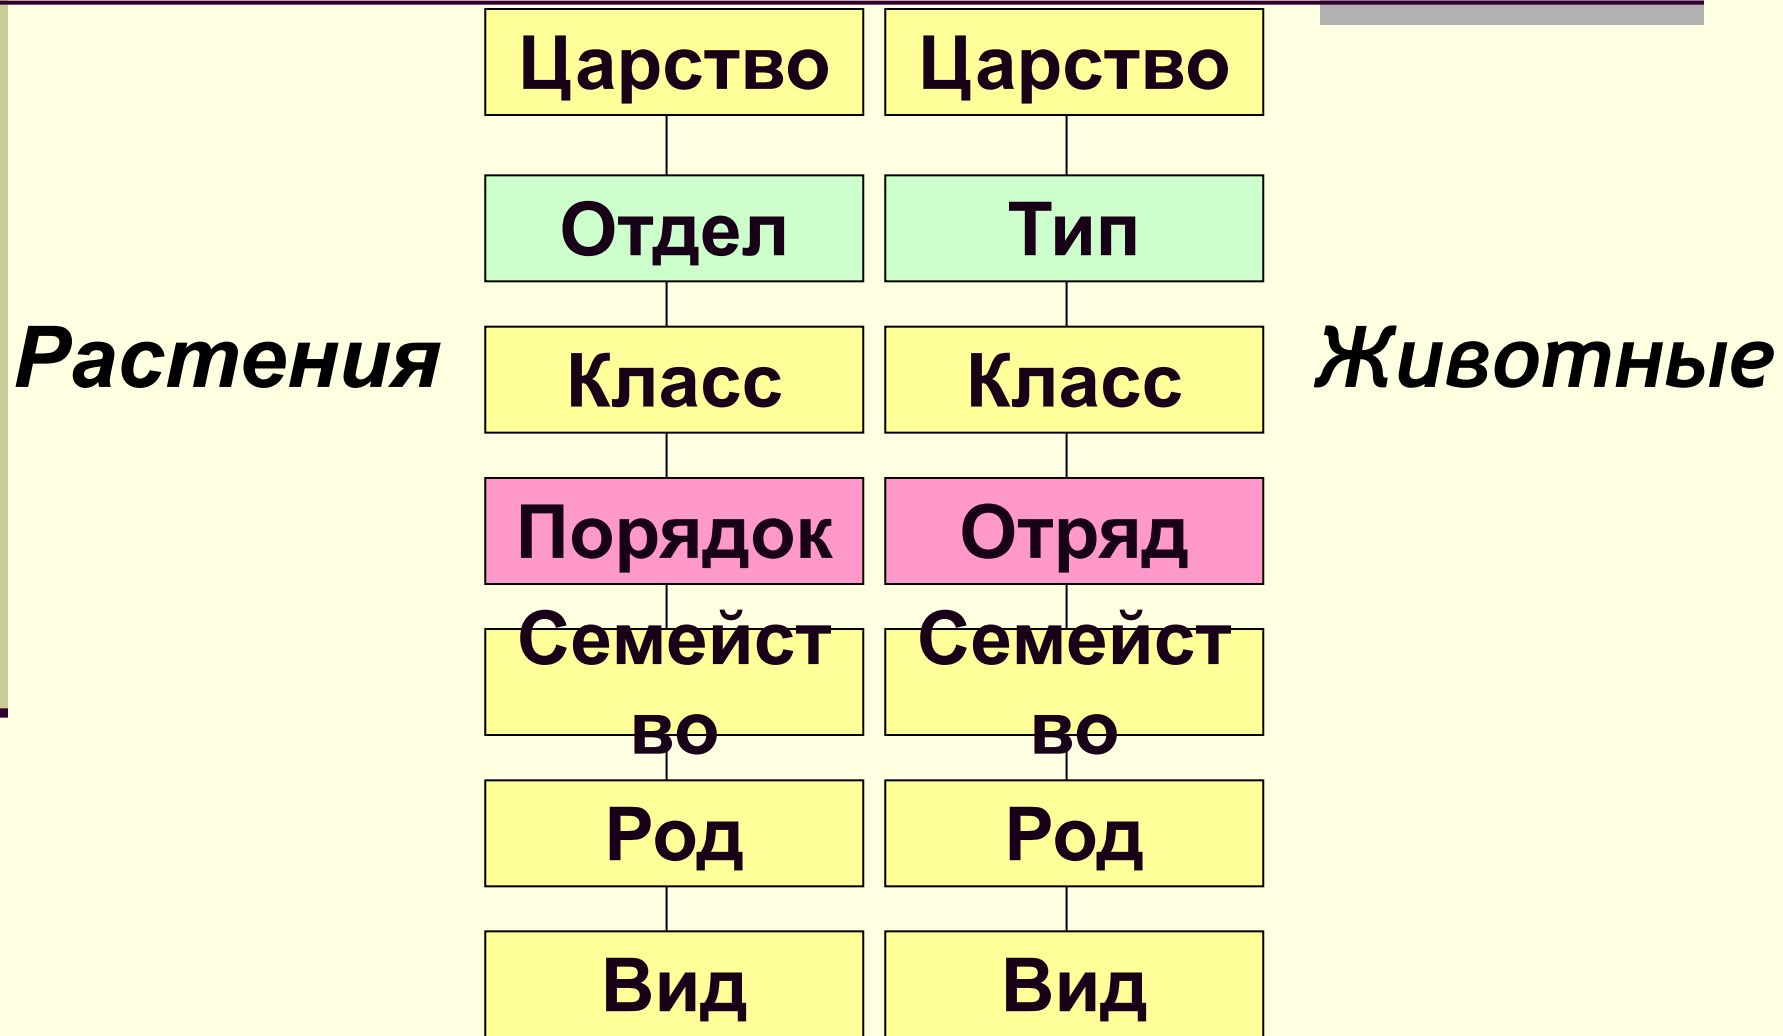 Царство Царство
Отдел Тип
Растения Класс Класс Животные
Порядок Отряд
Семейст Семейст
во во
Род Род
Вид Вид